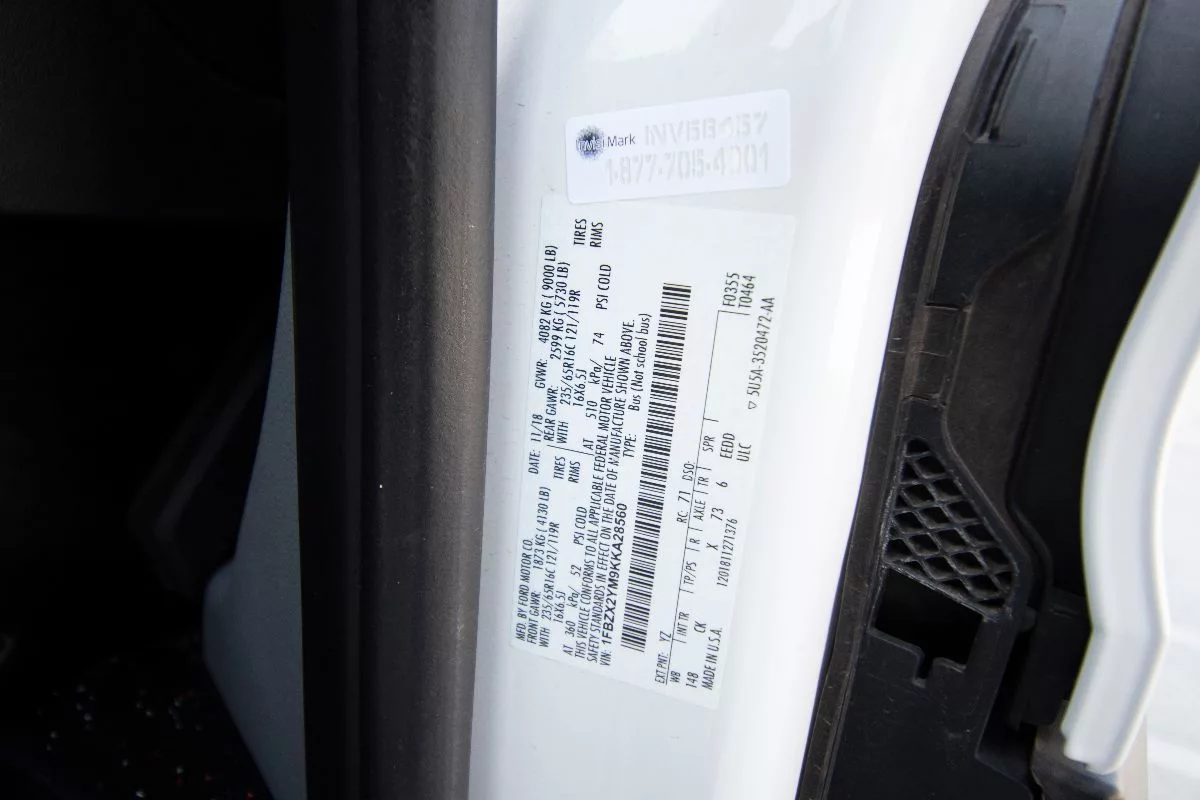 Mark INV56457
1-877-705-4001
MFD. BY FORD MOTOR CO. DATE: 11/18 GVWR: 4082 KG ( 9000 LB)
FRONT GAWR: 1873 KG ( 4130 LB) REAR GAWR: 2599 KG ( 5730 LB)
WITH 235/65R16C 121/119R TIRES WITH 235/65R16C 121/119R TIRES
16X6.5J RIMS 16X6.5J RIMS
AT 360 kPa/ 52 PSI COLD AT 510 kPa/ 74 PSI COLD
THIS VEHICLE CONFORMS TO ALL APPLICABLE FEDERAL MOTOR VEHICLE
SAFETY STANDARDS IN EFFECT ON THE DATE OF MANUFACTURE SHOWN ABOVE.
VIN: 1FBZX2YM9KKA28560 TYPE: Bus (Not school bus)
EXT PNT: YZ RC: 71 DSO: F0355
WB INT TR TP/PS R AXLE TR SPR T0464
148 CK X 73 6 EEDD
MADE IN U.S.A. 1201811271376 ULC ▽ 5U5A-3520472-AA